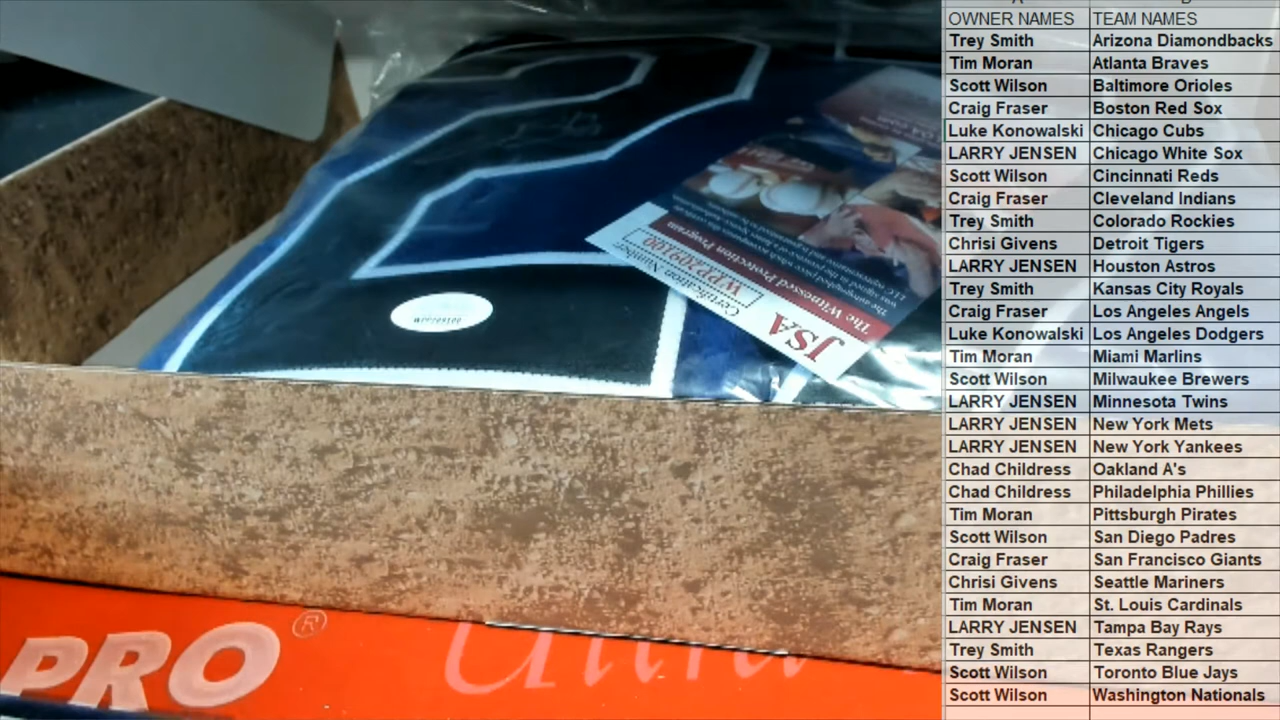 OWNER NAMES TEAM NAMES
Trey Smith Arizona Diamondbacks
Tim Moran Atlanta Braves
Scott Wilson Baltimore Orioles
Craig Fraser Boston Red Sox
Luke Konowalski Chicago Cubs
LARRY JENSEN Chicago White Sox
Scott Wilson Cincinnati Reds
Craig Fraser Cleveland Indians
Trey Smith Colorado Rockies
Chrisi Givens Detroit Tigers
LARRY JENSEN Houston Astros
Trey Smith Kansas City Royals
Craig Fraser Los Angeles Angels
Luke Konowalski Los Angeles Dodgers
Tim Moran Miami Marlins
Scott Wilson Milwaukee Brewers
LARRY JENSEN Minnesota Twins
LARRY JENSEN New York Mets
LARRY JENSEN New York Yankees
Chad Childress Oakland A's
Chad Childress Philadelphia Phillies
Tim Moran Pittsburgh Pirates
Scott Wilson San Diego Padres
Craig Fraser San Francisco Giants
Chrisi Givens Seattle Mariners
Tim Moran St. Louis Cardinals
LARRY JENSEN Tampa Bay Rays
Trey Smith Texas Rangers
Scott Wilson Toronto Blue Jays
Scott Wilson Washington Nationals
JSA
The Witnessed Protection Program
Certification Number
PRO® Ultra